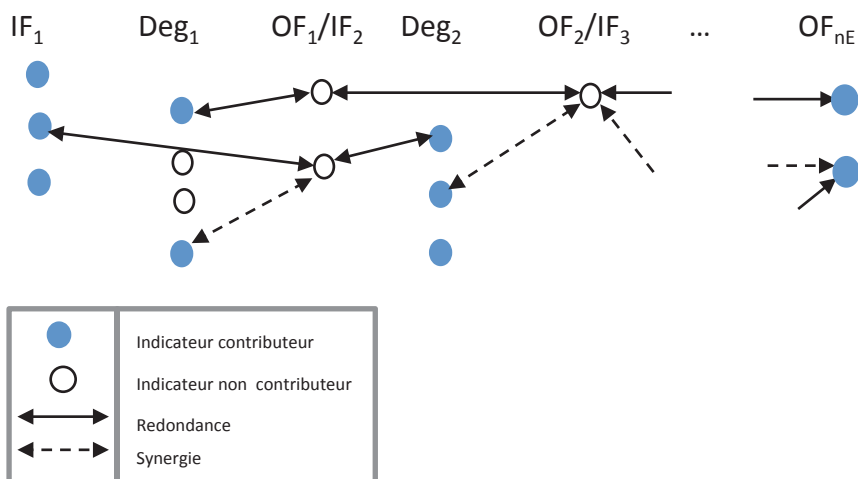 IF₁ Deg₁ OF₁/IF₂ Deg₂ OF₂/IF₃ ... OFₙE
Indicateur contributeur
Indicateur non contributeur
Redondance
Synergie